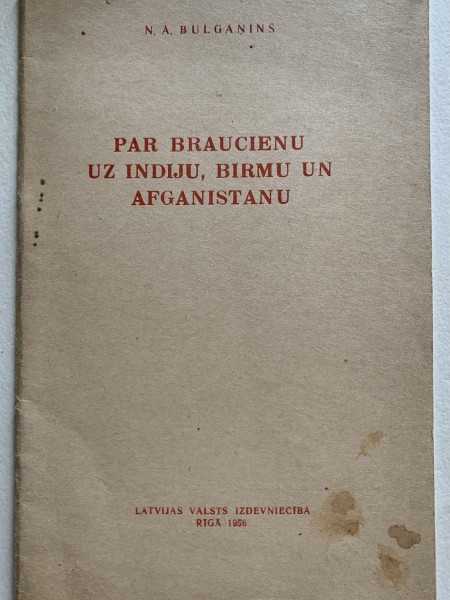 N. A. BULGAŅINS
PAR BRAUCIENU
UZ INDIJU, BIRMU UN
AFGANISTANU
LATVIJAS VALSTS IZDEVNIECĪBA
RĪGĀ 1956